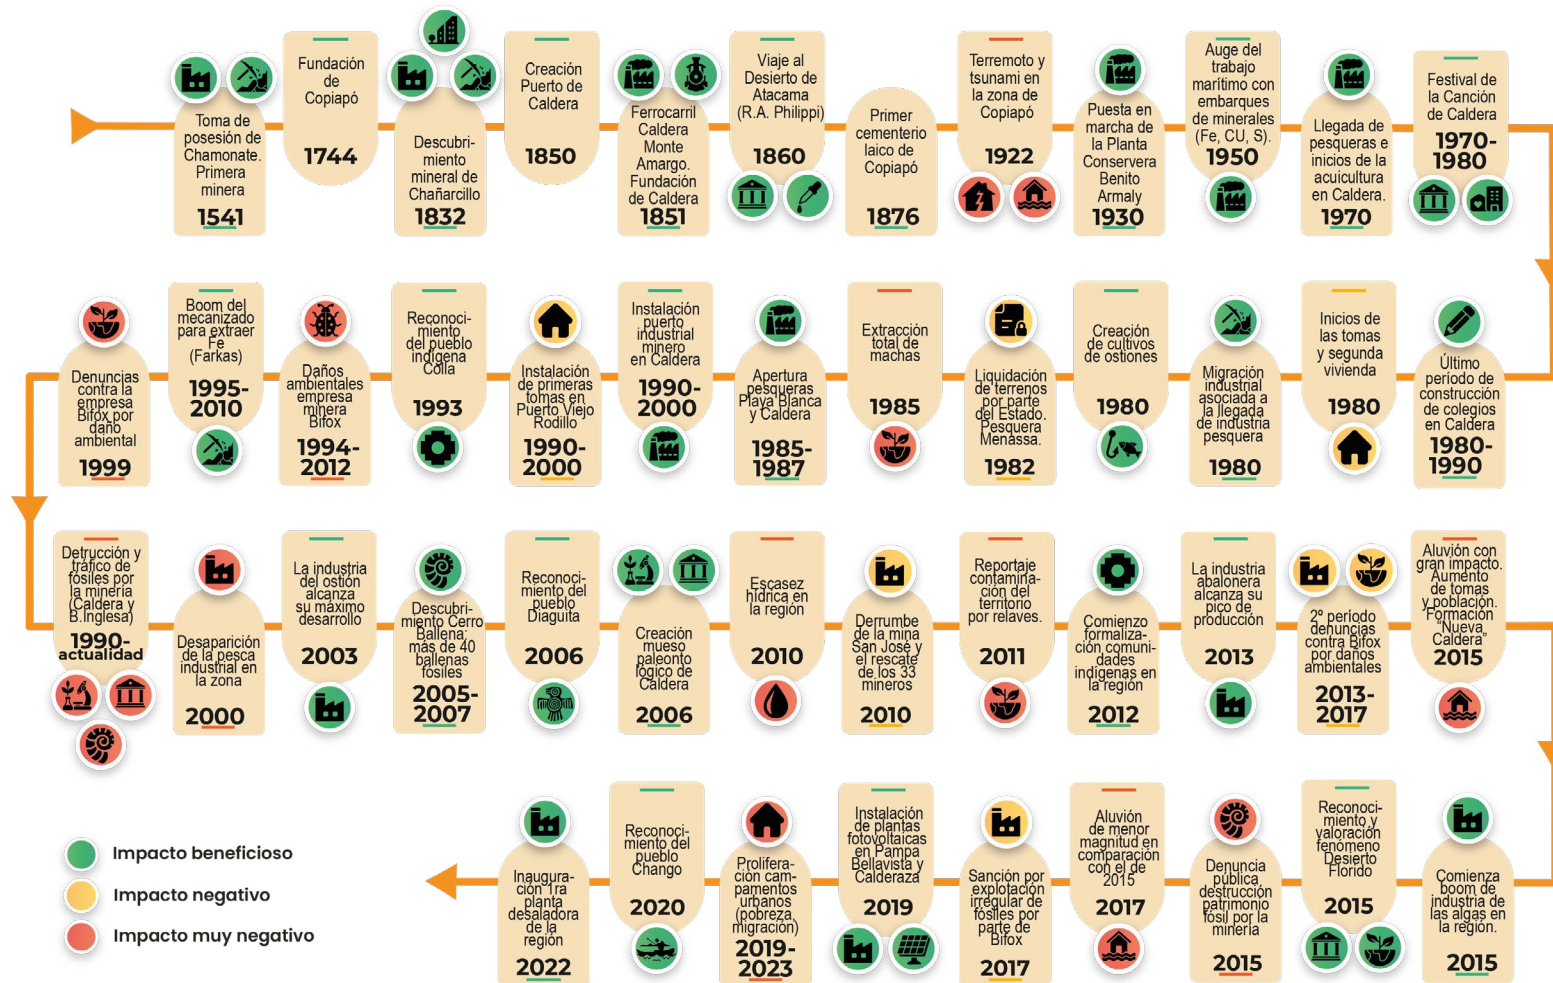 Toma de
posesión de
Chamonate.
Primera
minera
1541
Fundación
de
Copiapó
1744
Descubri-
miento
mineral de
Chañarcillo
1832
Creación
Puerto de
Caldera
1850
Ferrocarril
Caldera
Monte
Amargo.
Fundación
de Caldera
1851
Viaje al
Desierto de
Atacama
(R.A. Philippi)
1860
Primer
cementerio
laico de
Copiapó
1876
Terremoto y
tsunami en
la zona de
Copiapó
1922
Puesta en
marcha de
la Planta
Conservera
Benito
Armaly
1930
Auge del
trabajo
marítimo con
embarques
de minerales
(Fe, CU, S).
1950
Llegada de
pesqueras e
inicios de la
acuicultura
en Caldera.
1970
Festival de
la Canción
de Caldera
1970-
1980
Último
período de
construcción
de colegios
en Caldera
1980-
1990
Inicios de
las tomas
y segunda
vivienda
1980
Migración
industrial
asociada a
la llegada
de industria
pesquera
1980
Creación
de cultivos
de ostiones
1980
Liquidación
de terrenos
por parte
del Estado.
Pesquera
Menassa.
1982
Extracción
total de
machas
1985
Apertura
pesqueras
Playa Blanca
y Caldera
1985-
1987
Instalación
puerto
industrial
minero
en Caldera
1990-
2000
Instalación
de primeras
tomas en
Puerto Viejo
Rodillo
1990-
2000
Reconoci-
miento
del pueblo
indígena
Colla
1993
Daños
ambientales
empresa
minera
Bifox
1994-
2012
Boom del
mecanizado
para extraer
Fe
(Farkas)
1995-
2010
Denuncias
contra la
empresa
Bifox por
daño
ambiental
1999
Detrucción y
tráfico de
fósiles por
la minería
(Caldera y
B.Inglesa)
1990-
actualidad
Desaparición
de la pesca
industrial en
la zona
2000
La industria
del ostión
alcanza
su máximo
desarrollo
2003
Descubri-
miento Cerro
Ballena:
más de 40
ballenas
fósiles
2005-
2007
Reconoci-
miento del
pueblo
Diaguita
2006
Creación
mueso
paleonto
lógico de
Caldera
2006
Escasez
hídrica en
la región
2010
Derrumbe
de la mina
San José y
el rescate
de los 33
mineros
2010
Reportaje
contamina-
ción del
territorio
por relaves.
2011
Comienzo
formaliza-
ción comuni-
dades
indígenas en
la región
2012
La industria
abalonera
alcanza su
pico de
producción
2013
2º período
denuncias
contra Bifox
por daños
ambientales
2013-
2017
Aluvión con
gran impacto.
Aumento
de tomas
y población.
Formación
"Nueva
Caldera"
2015
Comienza
boom de
industria de
las algas en
la región.
2015
Reconoci-
miento y
valoración
fenómeno
Desierto
Florido
2015
Denuncia
pública
destrucción
patrimonio
fósil por la
minería
2015
Aluvión
de menor
magnitud en
comparación
con el de
2015
2017
Sanción por
explotación
irregular de
fósiles por
parte de
Bifox
2017
Instalación
de plantas
fotovoltaicas
en Pampa
Bellavista y
Calderaza
2019
Prolifera-
ción cam-
pamentos
urbanos
(pobreza,
migración)
2019-
2023
Reconoci-
miento del
pueblo
Chango
2020
Inaugura-
ción 1ra
planta
desaladora
de la
región
2022
Impacto beneficioso
Impacto negativo
Impacto muy negativo